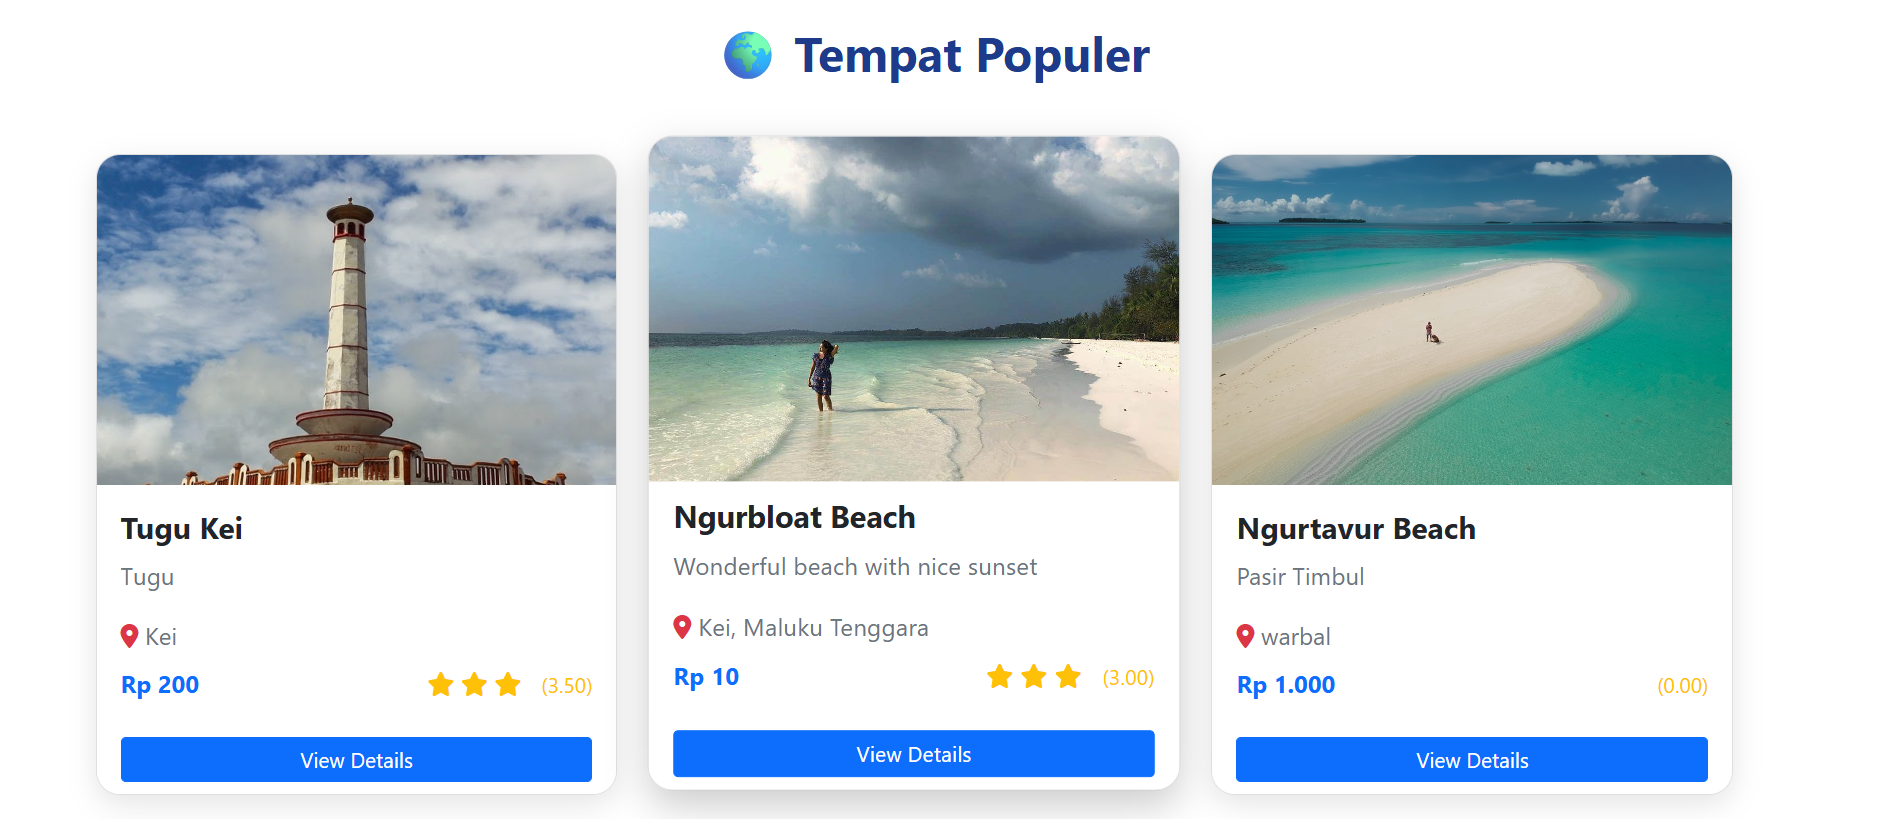 Tempat Populer
Tugu Kei
Tugu
Kei
Rp 200
(3.50)
View Details
Ngurbloat Beach
Wonderful beach with nice sunset
Kei, Maluku Tenggara
Rp 10
(3.00)
View Details
Ngurtavur Beach
Pasir Timbul
warbal
Rp 1.000
(0.00)
View Details